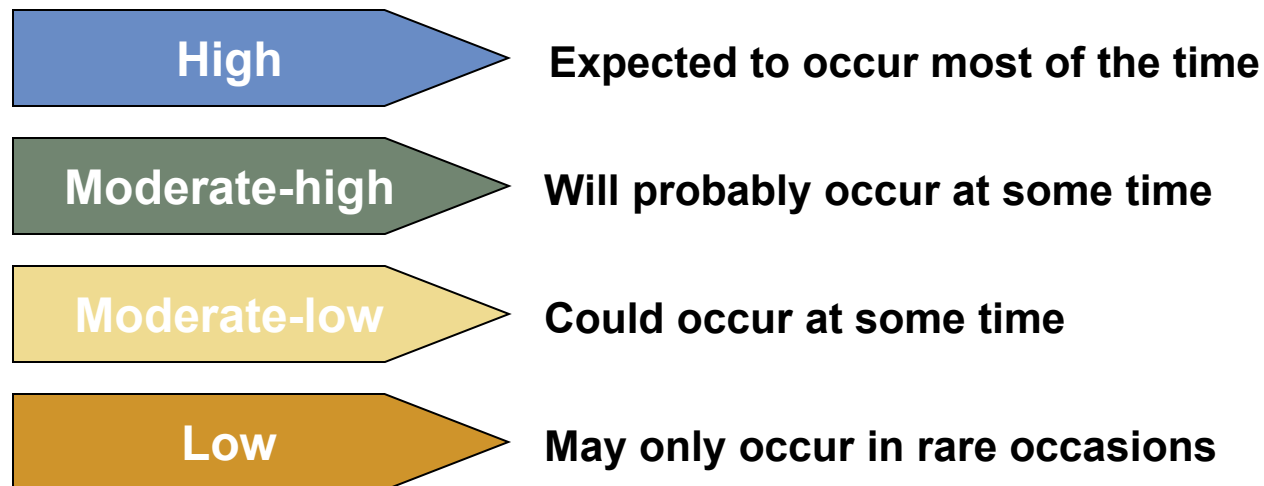 High
Expected to occur most of the time
Moderate-high
Will probably occur at some time
Moderate-low
Could occur at some time
Low
May only occur in rare occasions